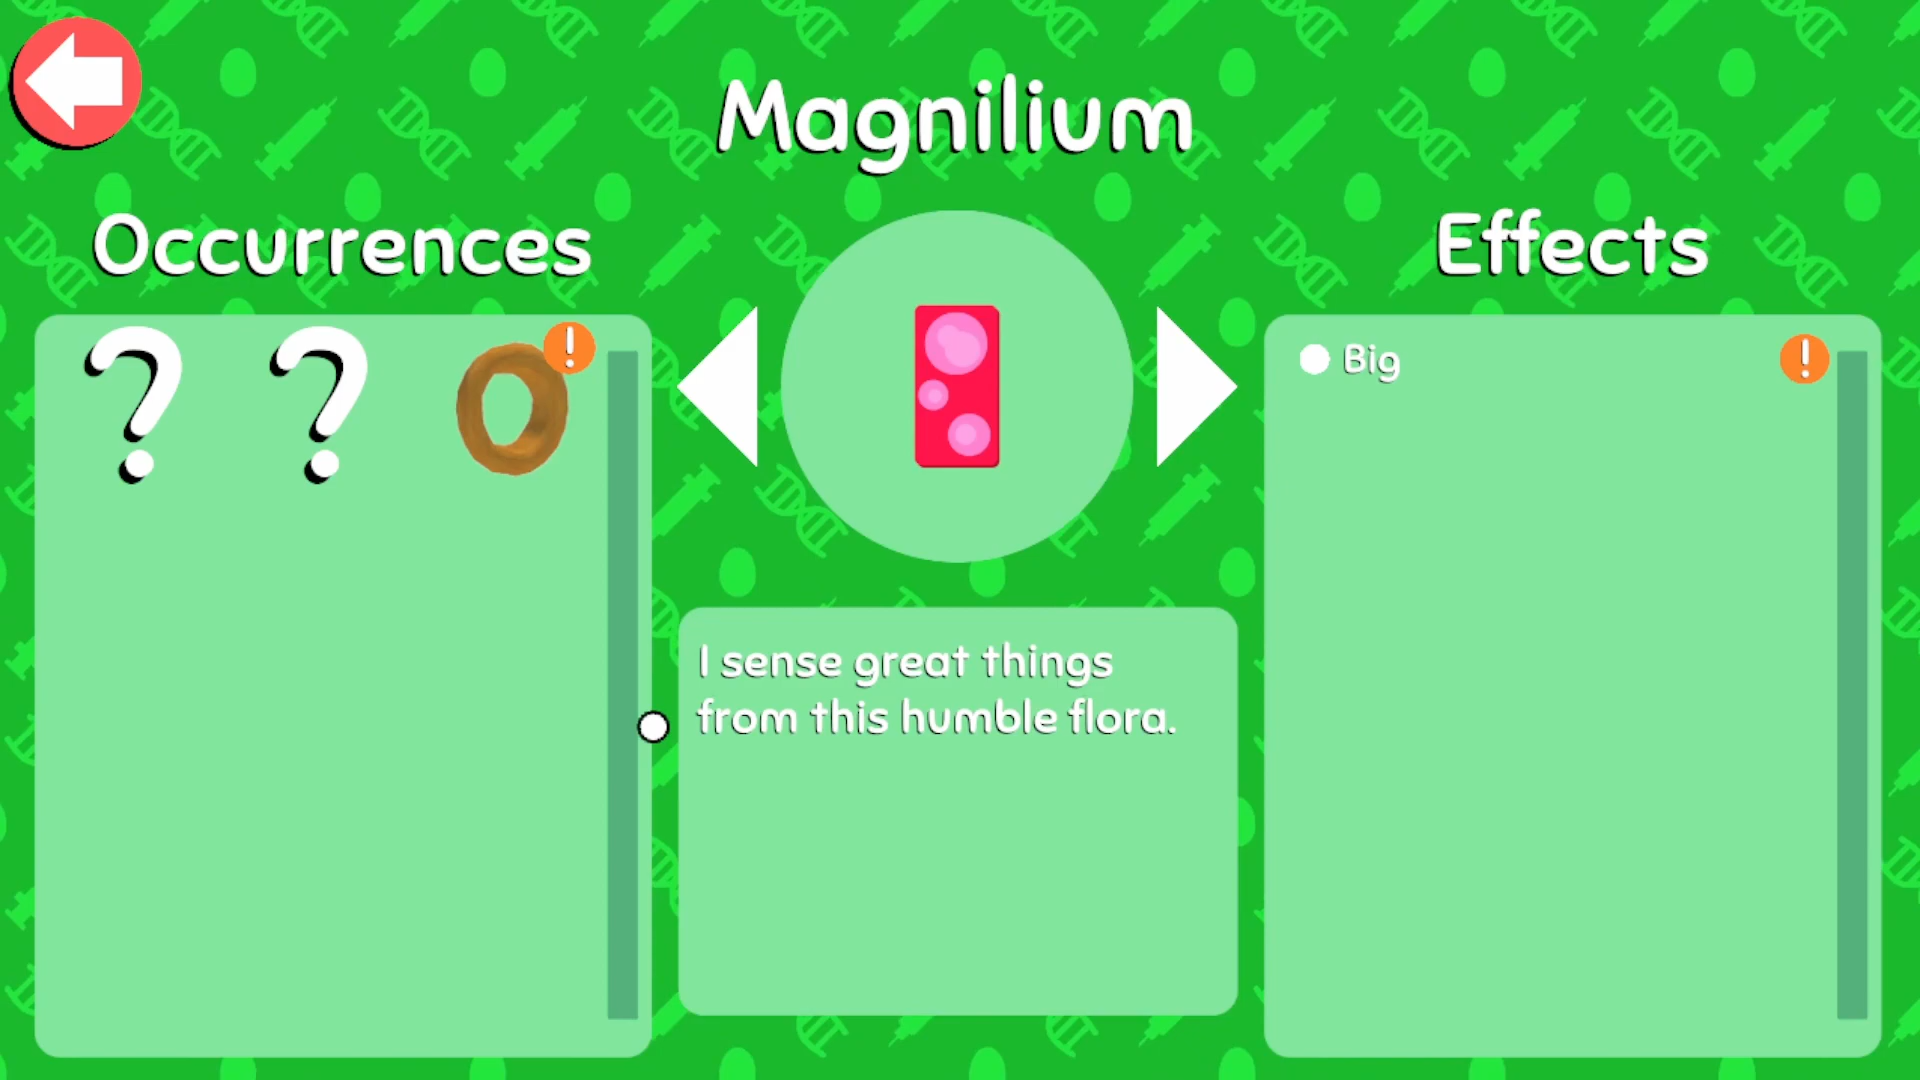 Magnilium
Occurrences
Effects
? ? !
Big !
I sense great things
from this humble flora.